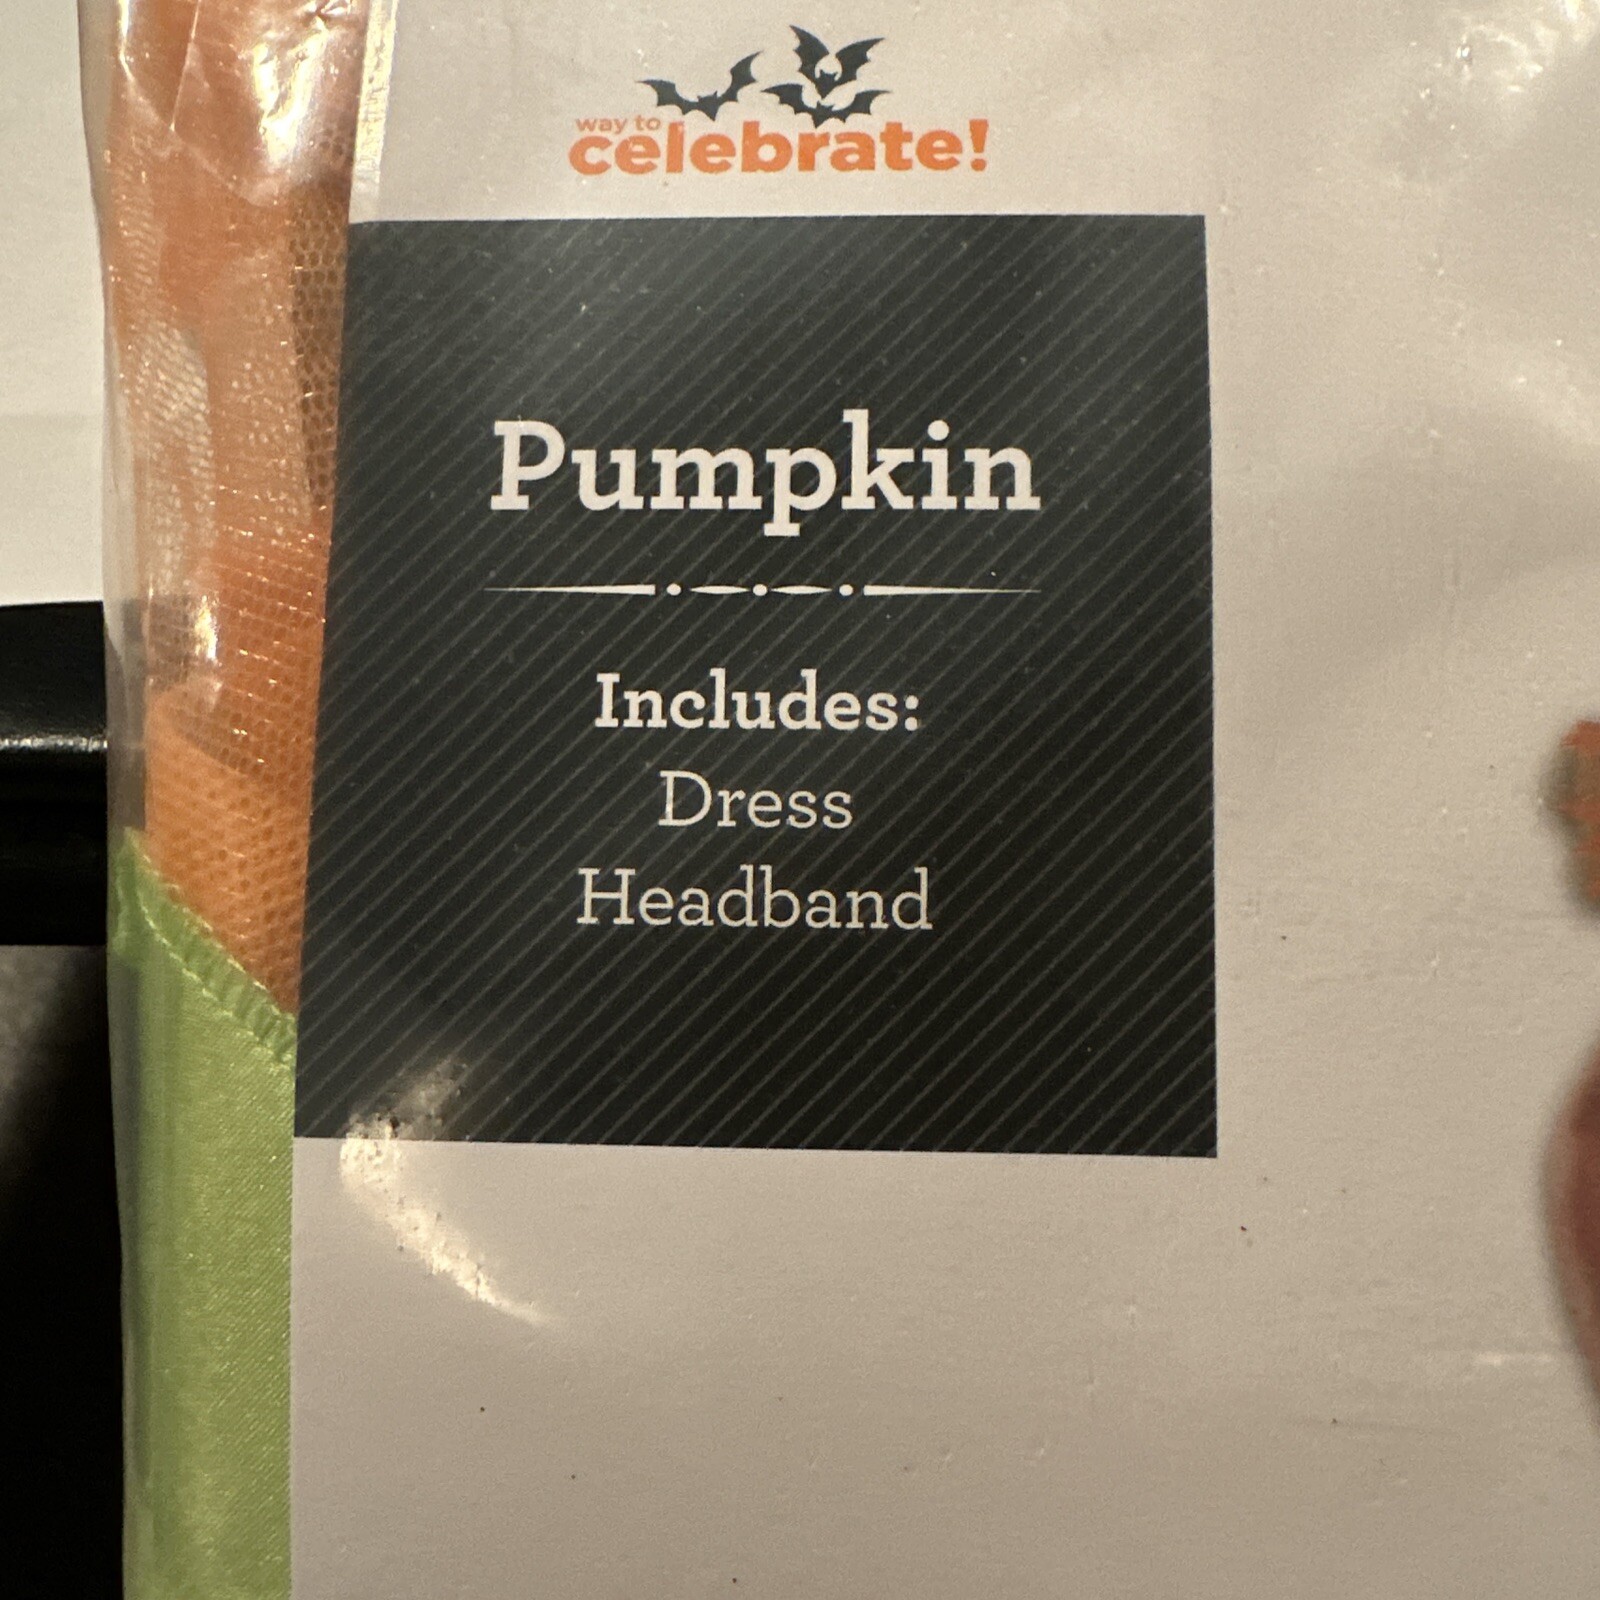 way to
celebrate!
Pumpkin
Includes:
Dress
Headband